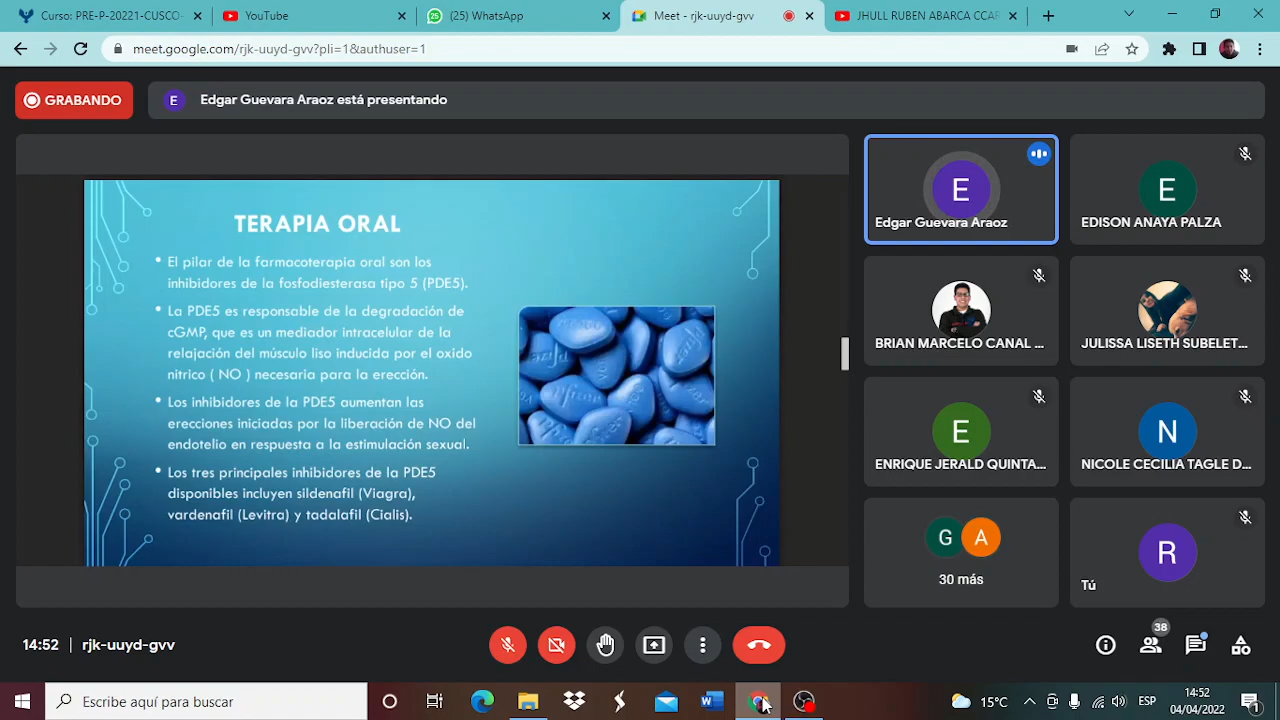 Curso: PRE-P-20221-CUSCO-
YouTube
(25) WhatsApp
Meet - rjk-uuyd-gvv
JHULL RUBEN ABARCA CCAR
meet.google.com/rjk-uuyd-gvv?pli=1&authuser=1
GRABANDO
E
Edgar Guevara Araoz está presentando
TERAPIA ORAL
• El pilar de la farmacoterapia oral son los
inhibidores de la fosfodiesterasa tipo 5 (PDE5).
• La PDE5 es responsable de la degradación de
cGMP, que es un mediador intracelular de la
relajación del músculo liso inducida por el oxido
nitrico ( NO ) necesaria para la erección.
• Los inhibidores de la PDE5 aumentan las
erecciones iniciadas por la liberación de NO del
endotelio en respuesta a la estimulación sexual.
• Los tres principales inhibidores de la PDE5
disponibles incluyen sildenafil (Viagra),
vardenafil (Levitra) y tadalafil (Cialis).
E
Edgar Guevara Araoz
E
EDISON ANAYA PALZA
BRIAN MARCELO CANAL ...
JULISSA LISETH SUBELET...
E
ENRIQUE JERALD QUINTA...
N
NICOLE CECILIA TAGLE D...
G A
30 más
R
Tú
14:52 | rjk-uuyd-gvv
38
Escribe aquí para buscar
15°C
ESP
14:52
04/04/2022
1